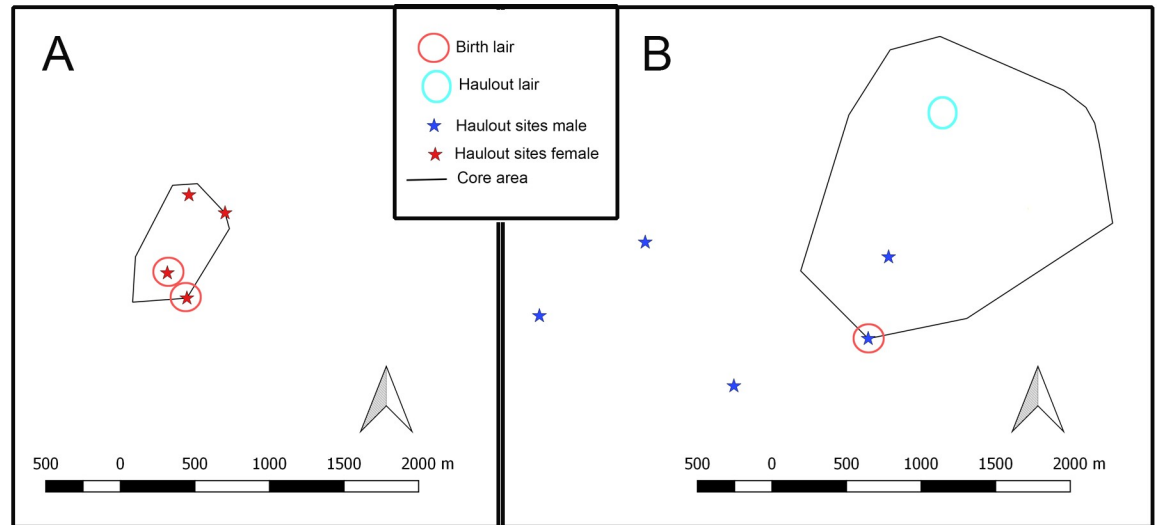 A
Birth lair
Haulout lair
Haulout sites male
Haulout sites female
Core area
B
500 0 500 1000 1500 2000 m
500 0 500 1000 1500 2000 m